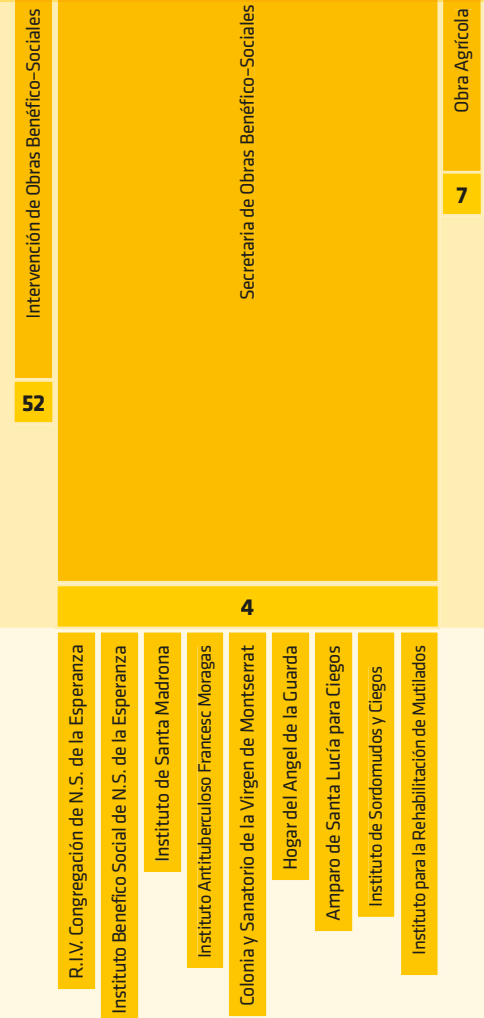 Intervención de Obras Benéfico-Sociales
52
Secretaria de Obras Benéfico-Sociales
4
Obra Agrícola
7
R.I.V. Congregación de N.S. de la Esperanza
Instituto Benefico Social de N.S. de la Esperanza
Instituto de Santa Madrona
Instituto Antituberculoso Francesc Moragas
Colonia y Sanatorio de la Virgen de Montserrat
Hogar del Angel de la Guarda
Amparo de Santa Lucía para Ciegos
Instituto de Sordomudos y Ciegos
Instituto para la Rehabilitación de Mutilados